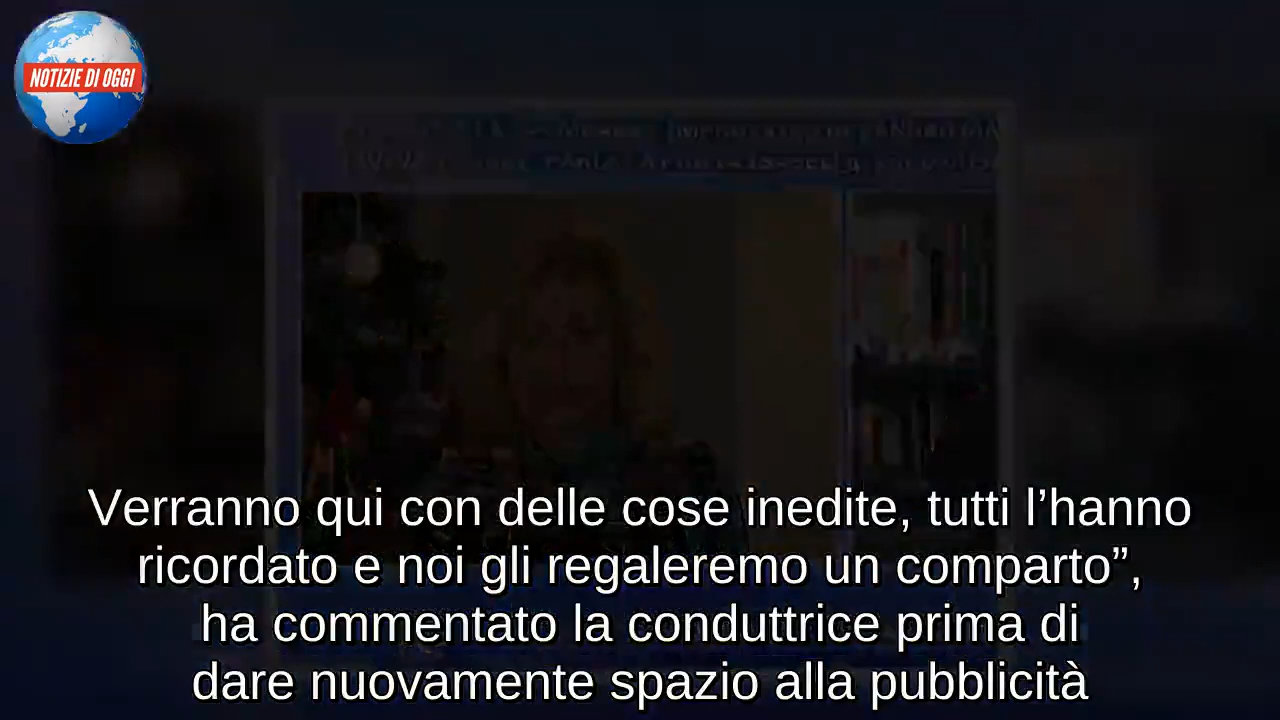 NOTIZIE DI OGGI
Verranno qui con delle cose inedite, tutti l’hanno
ricordato e noi gli regaleremo un comparto”,
ha commentato la conduttrice prima di
dare nuovamente spazio alla pubblicità